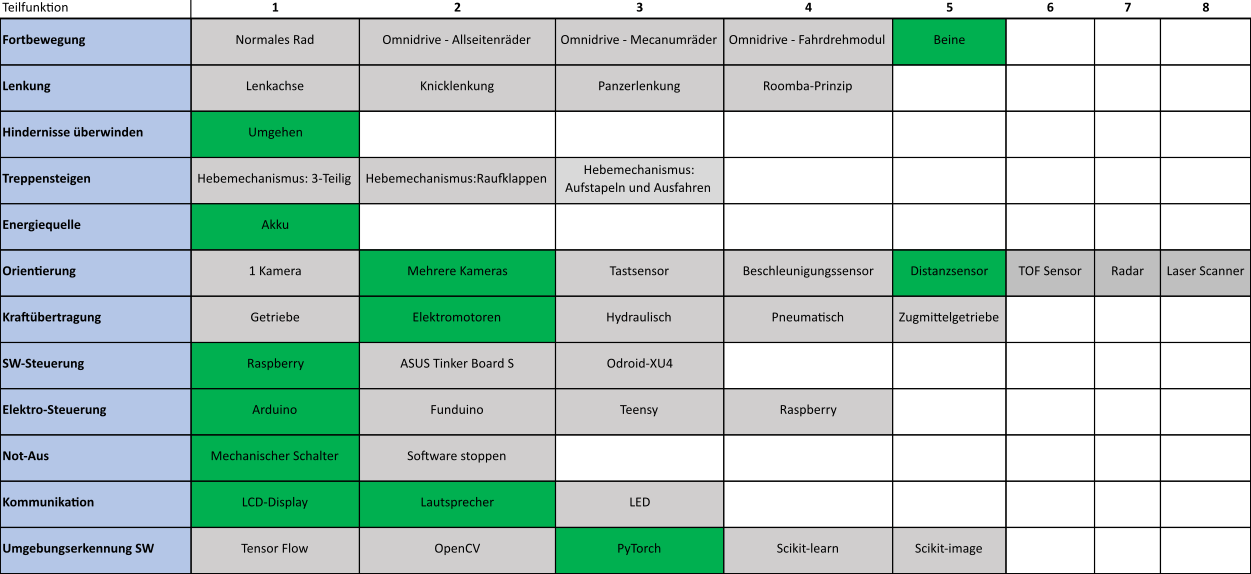 Teilfunktion 1 2 3 4 5 6 7 8
Fortbewegung Normales Rad Omnidrive - Allseitenräder Omnidrive - Mecanumräder Omnidrive - Fahrdrehmodul Beine
Lenkung Lenkachse Knicklenkung Panzerlenkung Roomba-Prinzip
Hindernisse überwinden Umgehen
Treppensteigen Hebemechanismus: 3-Teilig Hebemechanismus:Raufklappen Hebemechanismus:
Aufstapeln und Ausfahren
Energiequelle Akku
Orientierung 1 Kamera Mehrere Kameras Tastsensor Beschleunigungssensor Distanzsensor TOF Sensor Radar Laser Scanner
Kraftübertragung Getriebe Elektromotoren Hydraulisch Pneumatisch Zugmittelgetriebe
SW-Steuerung Raspberry ASUS Tinker Board S Odroid-XU4
Elektro-Steuerung Arduino Funduino Teensy Raspberry
Not-Aus Mechanischer Schalter Software stoppen
Kommunikation LCD-Display Lautsprecher LED
Umgebungserkennung SW Tensor Flow OpenCV PyTorch Scikit-learn Scikit-image